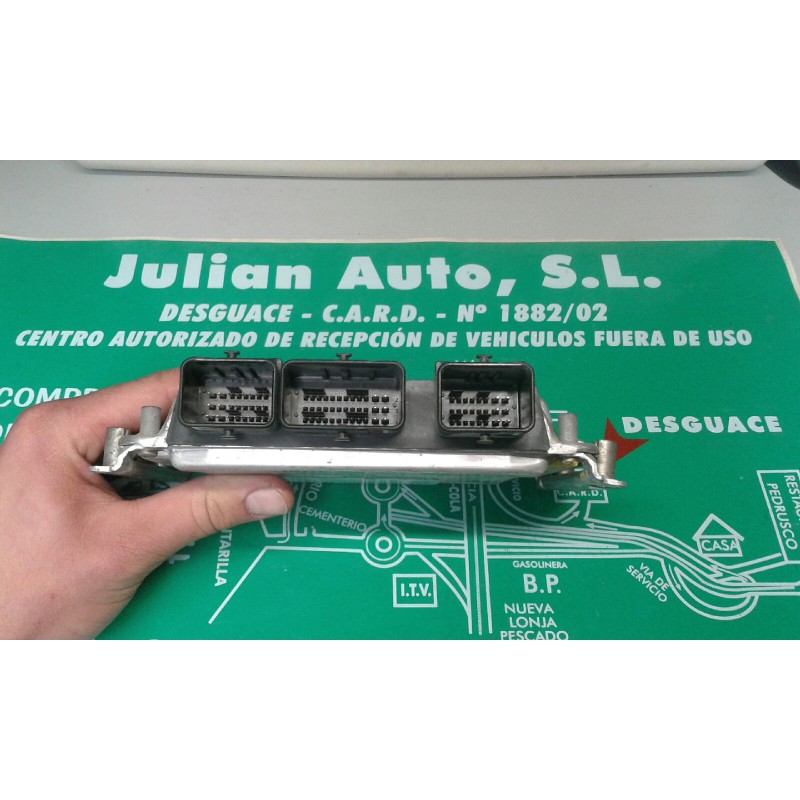 Julian Auto, S.L.
DESGUACE - C.A.R.D. - Nº 1882/02
CENTRO AUTORIZADO DE RECEPCIÓN DE VEHICULOS FUERA DE USO
COMPR
DESGUACE
CEMENTERIO
I.T.V.
GASOLINERA
B.P.
NUEVA
LONJA
PESCADO
C.A.R.D.
CASA
VIA DE
SERVICIO
PEDRUSCO